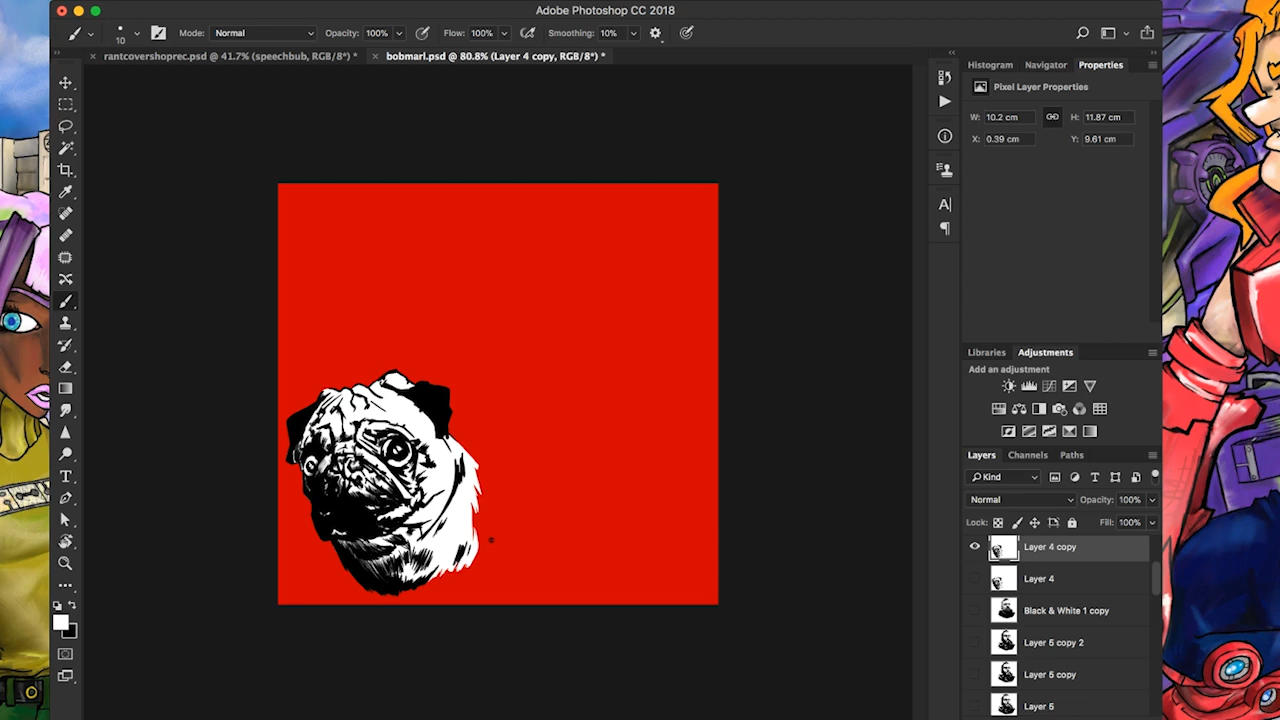 Adobe Photoshop CC 2018
10 Mode: Normal Opacity: 100% Flow: 100% Smoothing: 10%
rantcovershoprec.psd @ 41.7% (speechbub, RGB/8*) * bobmarl.psd @ 80.8% (Layer 4 copy, RGB/8*) *
Histogram Navigator Properties
Pixel Layer Properties
W: 10.2 cm H: 11.87 cm
X: 0.39 cm Y: 9.61 cm
Libraries Adjustments
Add an adjustment
Layers Channels Paths
Kind
Normal Opacity: 100%
Lock: Fill: 100%
Layer 4 copy
Layer 4
Black & White 1 copy
Layer 5 copy 2
Layer 5 copy
Layer 5